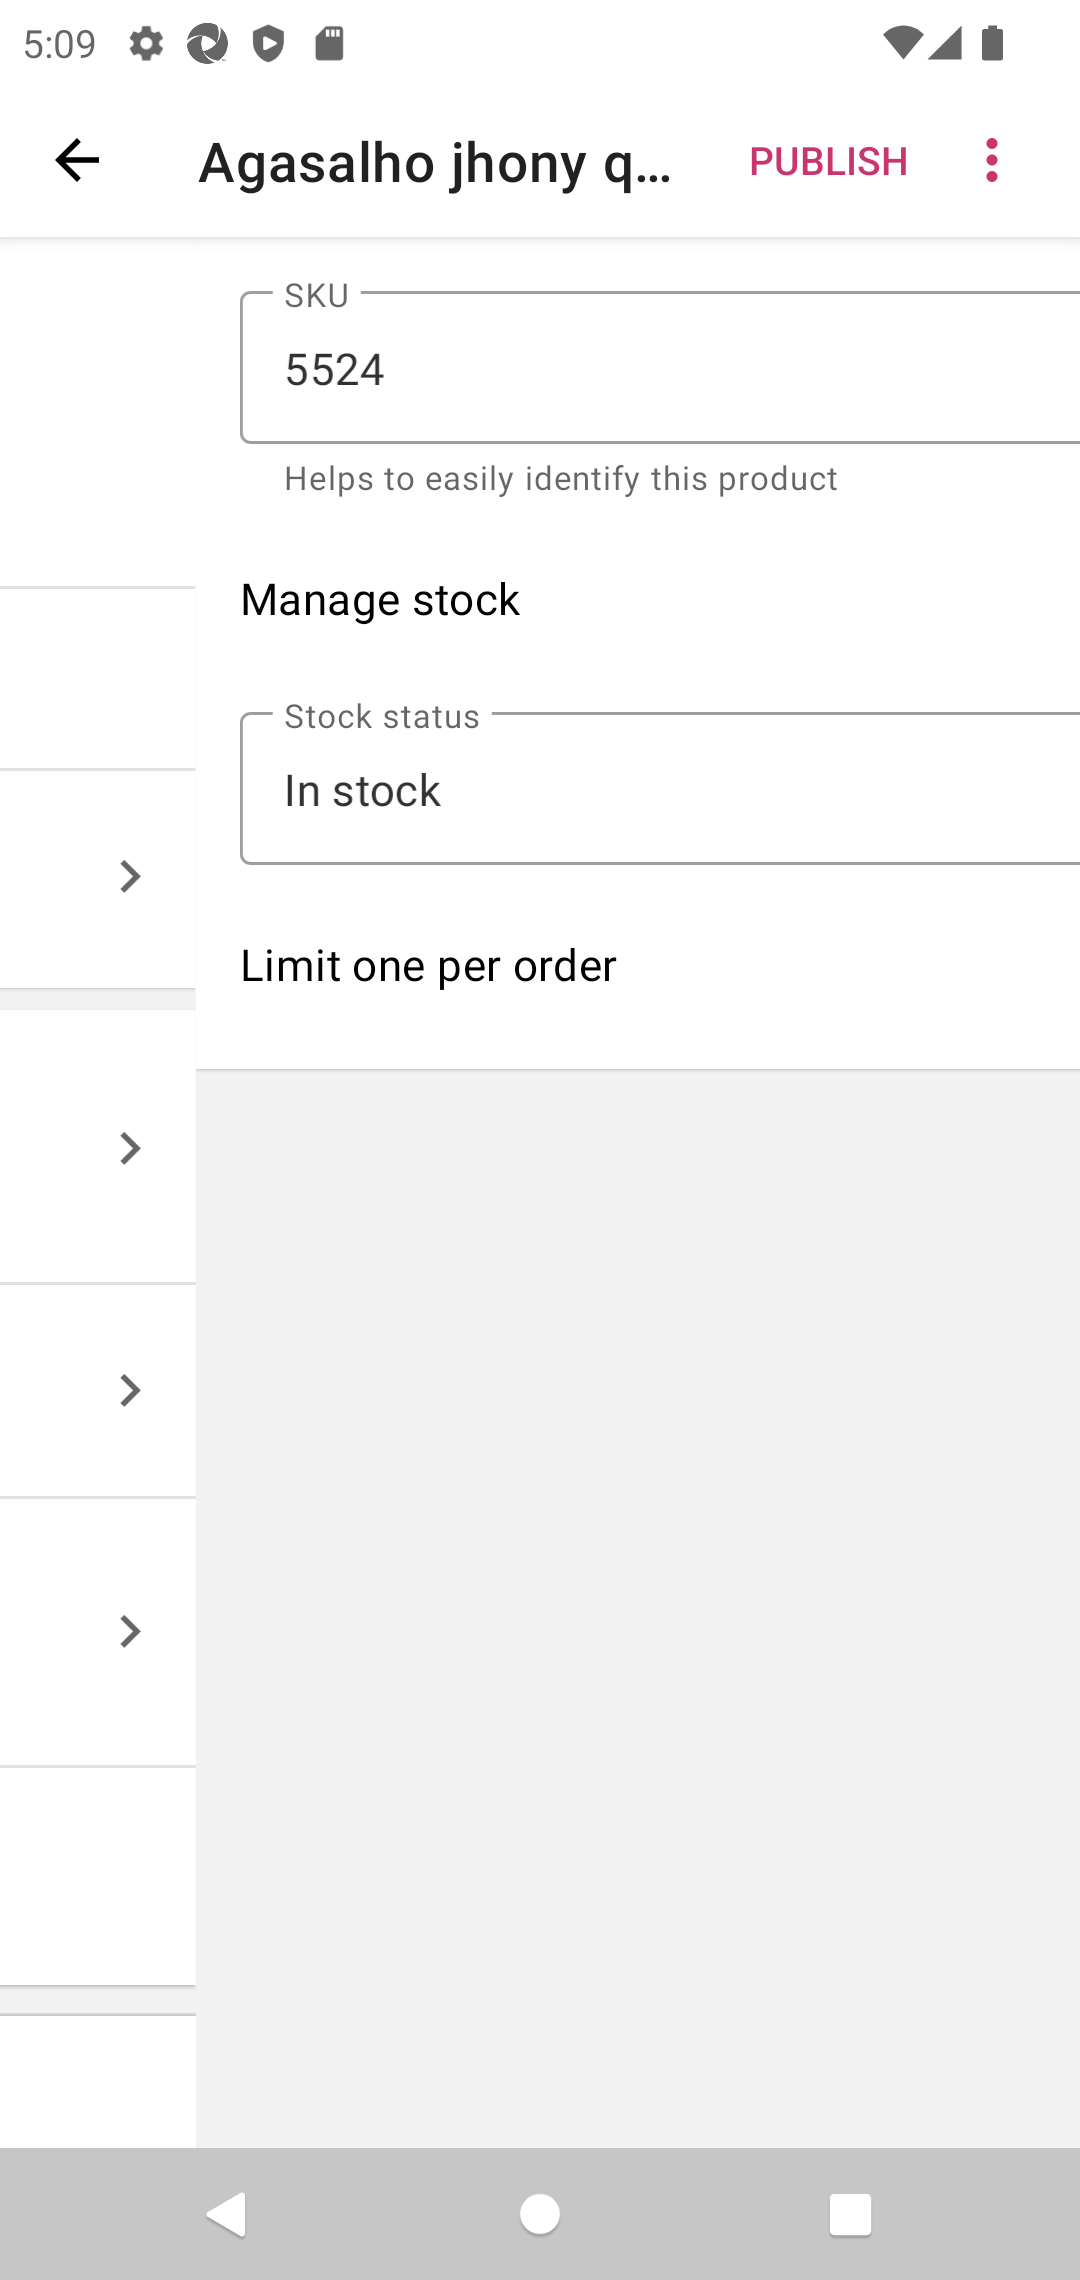 5:09
Agasalho jhony q...
PUBLISH
SKU
5524
Helps to easily identify this product
Manage stock
Stock status
In stock
Limit one per order